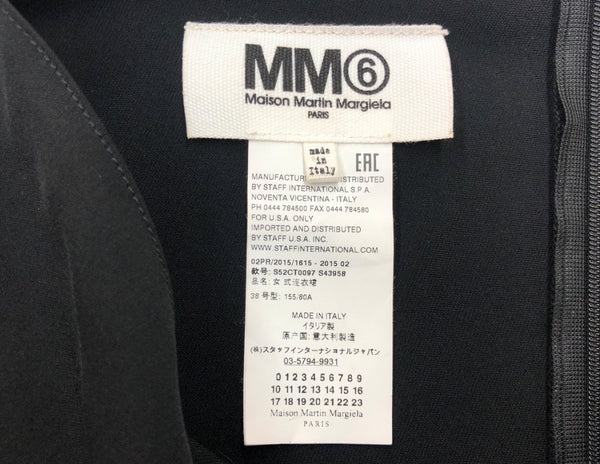 MM⑥
Maison Martin Margiela
PARIS
made
in
Italy
EAC
MANUFACTUR DISTRIBUTED
BY STAFF INTERNATIONAL S.P.A.
NOVENTA VICENTINA - ITALY
PH 0444 784500 FAX 0444 780580
FOR U.S.A. ONLY
IMPORTED AND DISTRIBUTED
BY STAFF U.S.A. INC.
WWW.STAFFINTERNATIONAL.COM
02PR/2015/1615 - 2015 02
款号: S52CT0097 S43958
品名: 女式连衣裙
38 号型: 155/80A
MADE IN ITALY
イタリア製
原产国: 意大利制造
(株)スタッフインターナショナルジャパン
03-5794-9931
0 1 2 3 4 5 6 7 8 9
10 11 12 13 14 15 16
17 18 19 20 21 22 23
Maison Martin Margiela
PARIS